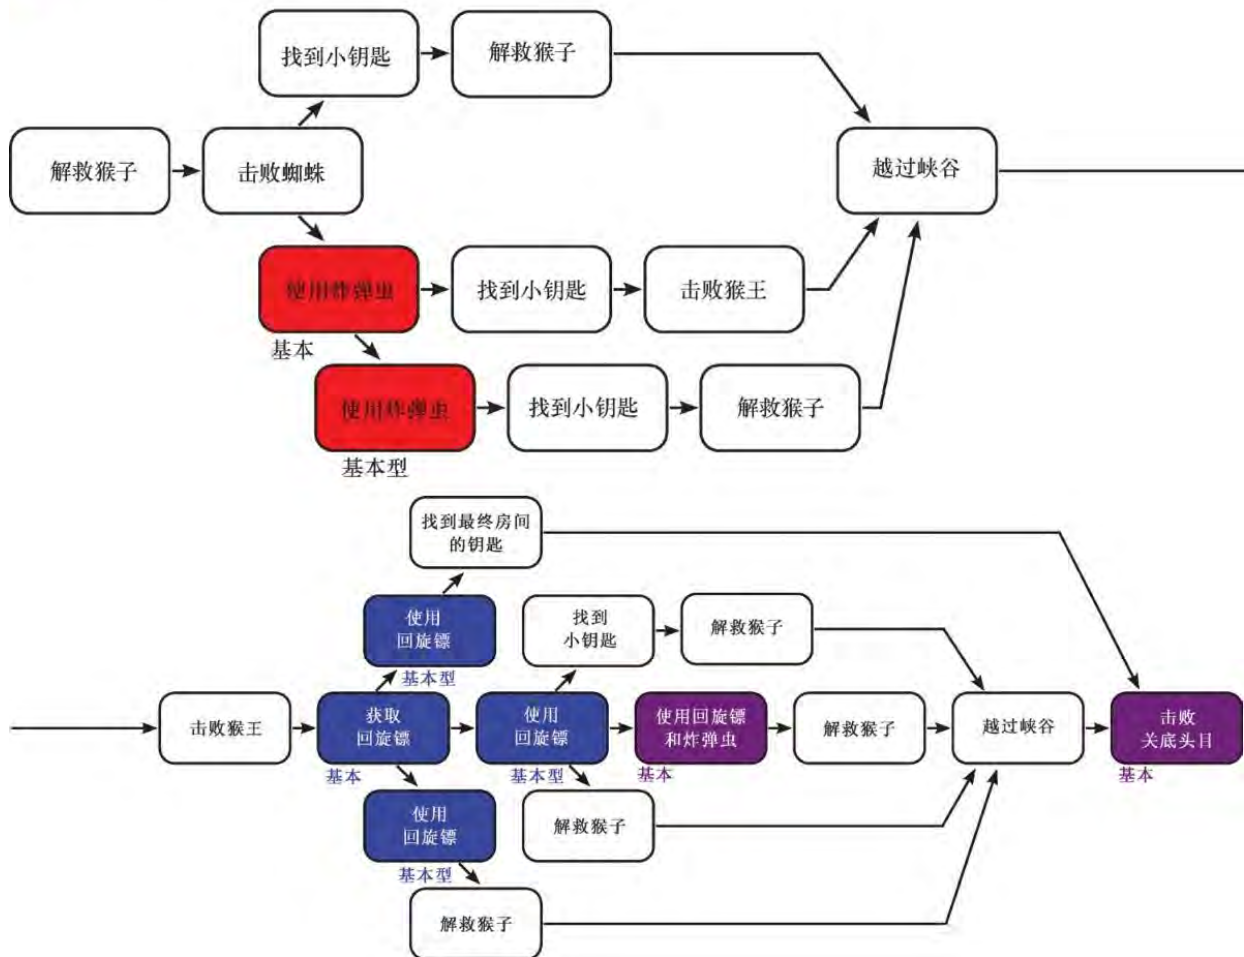 找到小钥匙
解救猴子
解救猴子
击败蜘蛛
越过峡谷
使用炸弹虫
找到小钥匙
击败猴王
基本
使用炸弹虫
找到小钥匙
解救猴子
基本型
找到最终房间
的钥匙
使用
回旋镖
基本型
找到
小钥匙
解救猴子
击败猴王
获取
回旋镖
基本
使用
回旋镖
基本型
使用回旋镖
和炸弹虫
基本
解救猴子
越过峡谷
击败
关底头目
基本
使用
回旋镖
基本型
解救猴子
解救猴子